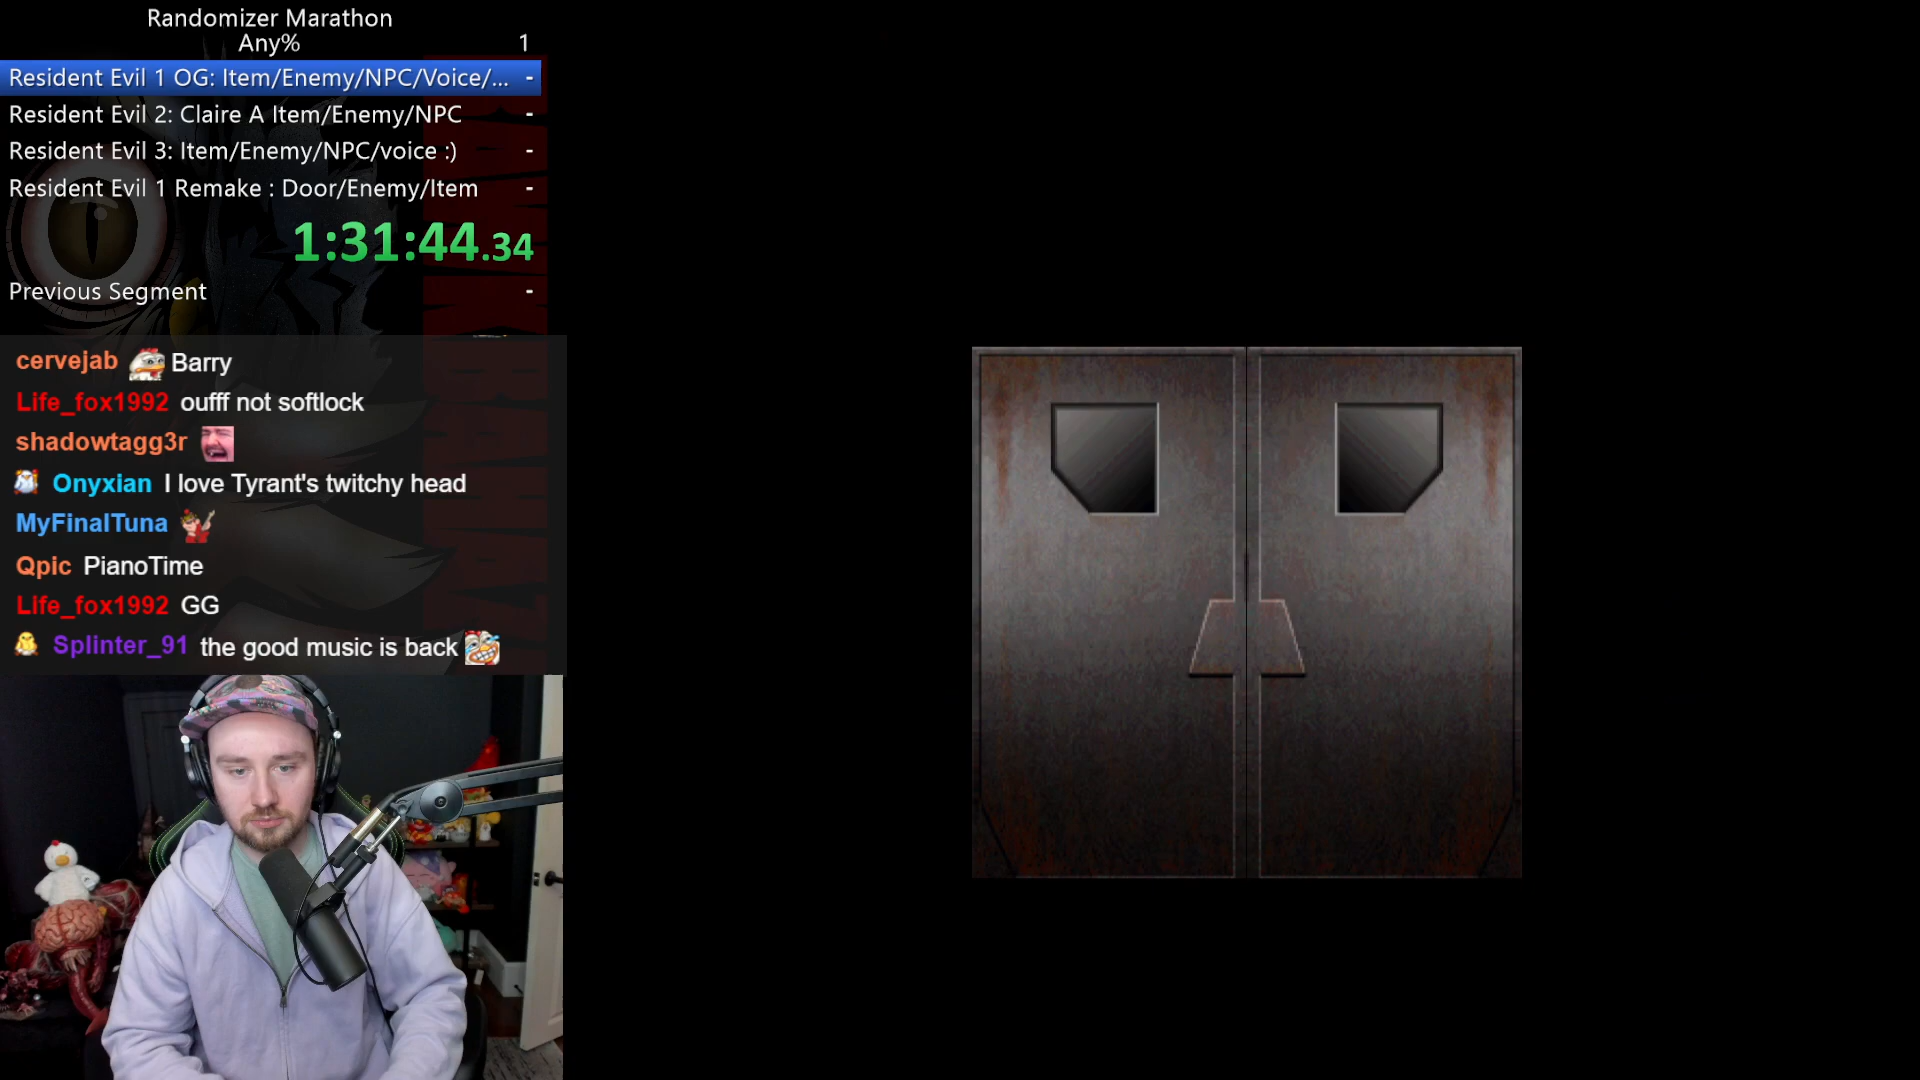 Randomizer Marathon
Any% 1
Resident Evil 1 OG: Item/Enemy/NPC/Voice/... -
Resident Evil 2: Claire A Item/Enemy/NPC -
Resident Evil 3: Item/Enemy/NPC/voice :) -
Resident Evil 1 Remake : Door/Enemy/Item -
1:31:44.34
Previous Segment -
cervejab Barry
Life_fox1992 oufff not softlock
shadowtagg3r
Onyxian I love Tyrant's twitchy head
MyFinalTuna
Qpic PianoTime
Life_fox1992 GG
Splinter_91 the good music is back